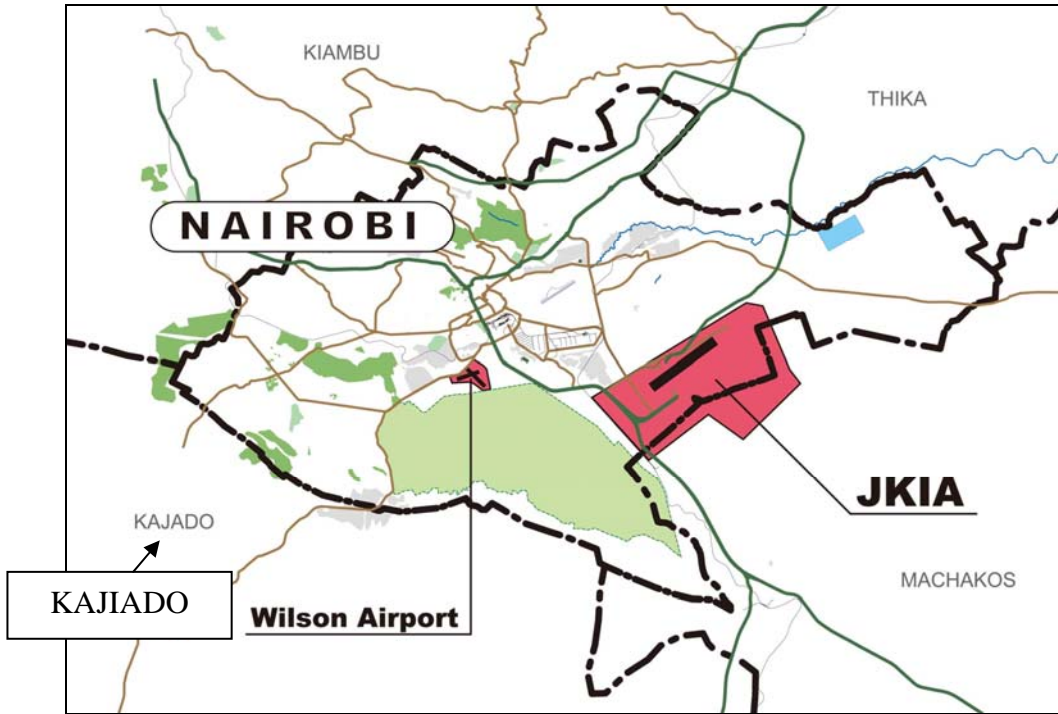 KIAMBU
THIKA
NAIROBI
JKIA
KAJADO
MACHAKOS
KAJIADO
Wilson Airport